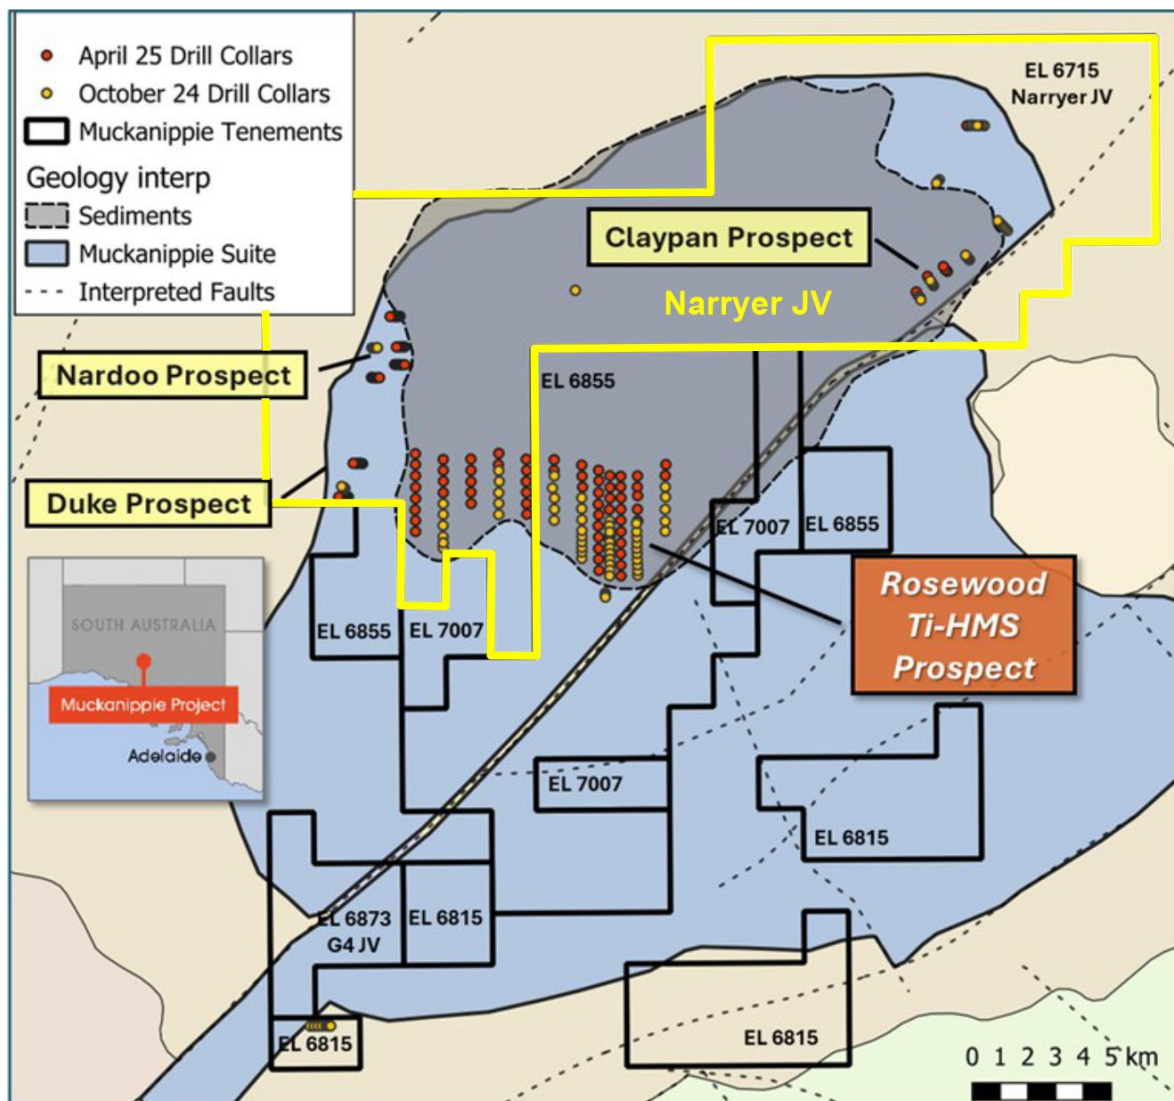 April 25 Drill Collars
October 24 Drill Collars
Muckanippie Tenements
Geology interp
Sediments
Muckanippie Suite
Interpreted Faults
EL 6715
Narryer JV
Claypan Prospect
Narryer JV
Nardoo Prospect
EL 6855
Duke Prospect
EL 7007
EL 6855
Rosewood
Ti-HMS
Prospect
EL 6855
EL 7007
SOUTH AUSTRALIA
Muckanippie Project
Adelaide
EL 7007
EL 6815
EL 6873
G4 JV
EL 6815
EL 6815
EL 6815
0 1 2 3 4 5 km